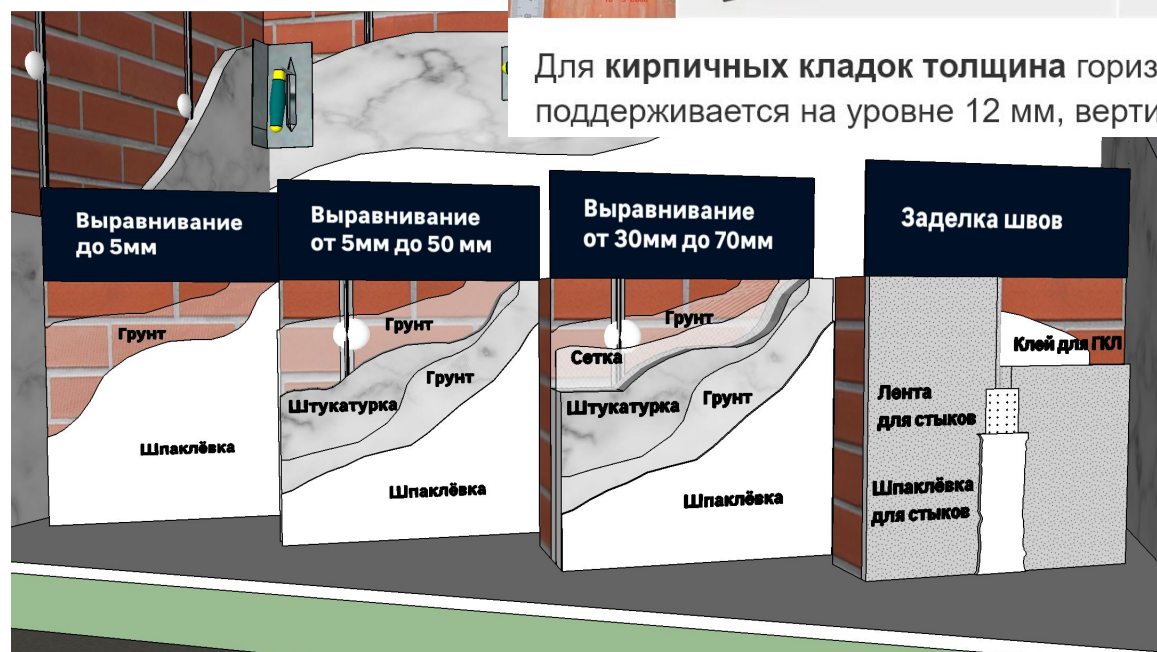 Для кирпичных кладок толщина гориз
поддерживается на уровне 12 мм, верти
Выравнивание
до 5мм
Грунт
Шпаклёвка
Выравнивание
от 5мм до 50 мм
Грунт
Грунт
Штукатурка
Шпаклёвка
Выравнивание
от 30мм до 70мм
Грунт
Сетка
Грунт
Штукатурка
Шпаклёвка
Заделка швов
Клей для ГКЛ
Лента
для стыков
Шпаклёвка
для стыков